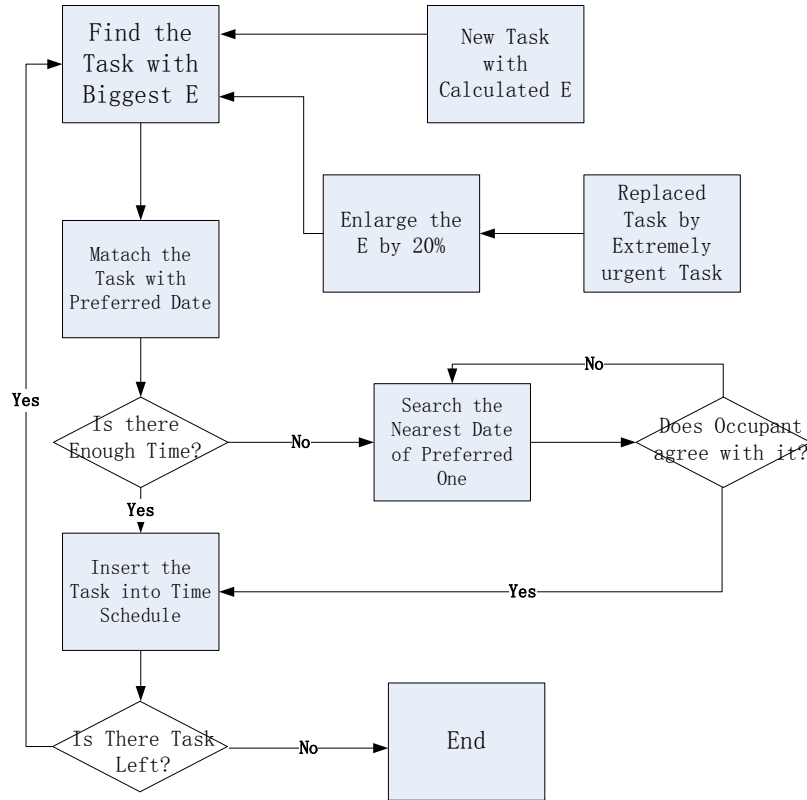 Find the
Task with
Biggest E
New Task
with
Calculated E
Enlarge the
E by 20%
Replaced
Task by
Extremely
urgent Task
Matach the
Task with
Preferred Date
Yes
No
Is there
Enough Time?
No
Search the
Nearest Date
of Preferred
One
Does Occupant
agree with it?
Yes
Insert the
Task into Time
Schedule
Yes
Is There Task
Left?
No
End